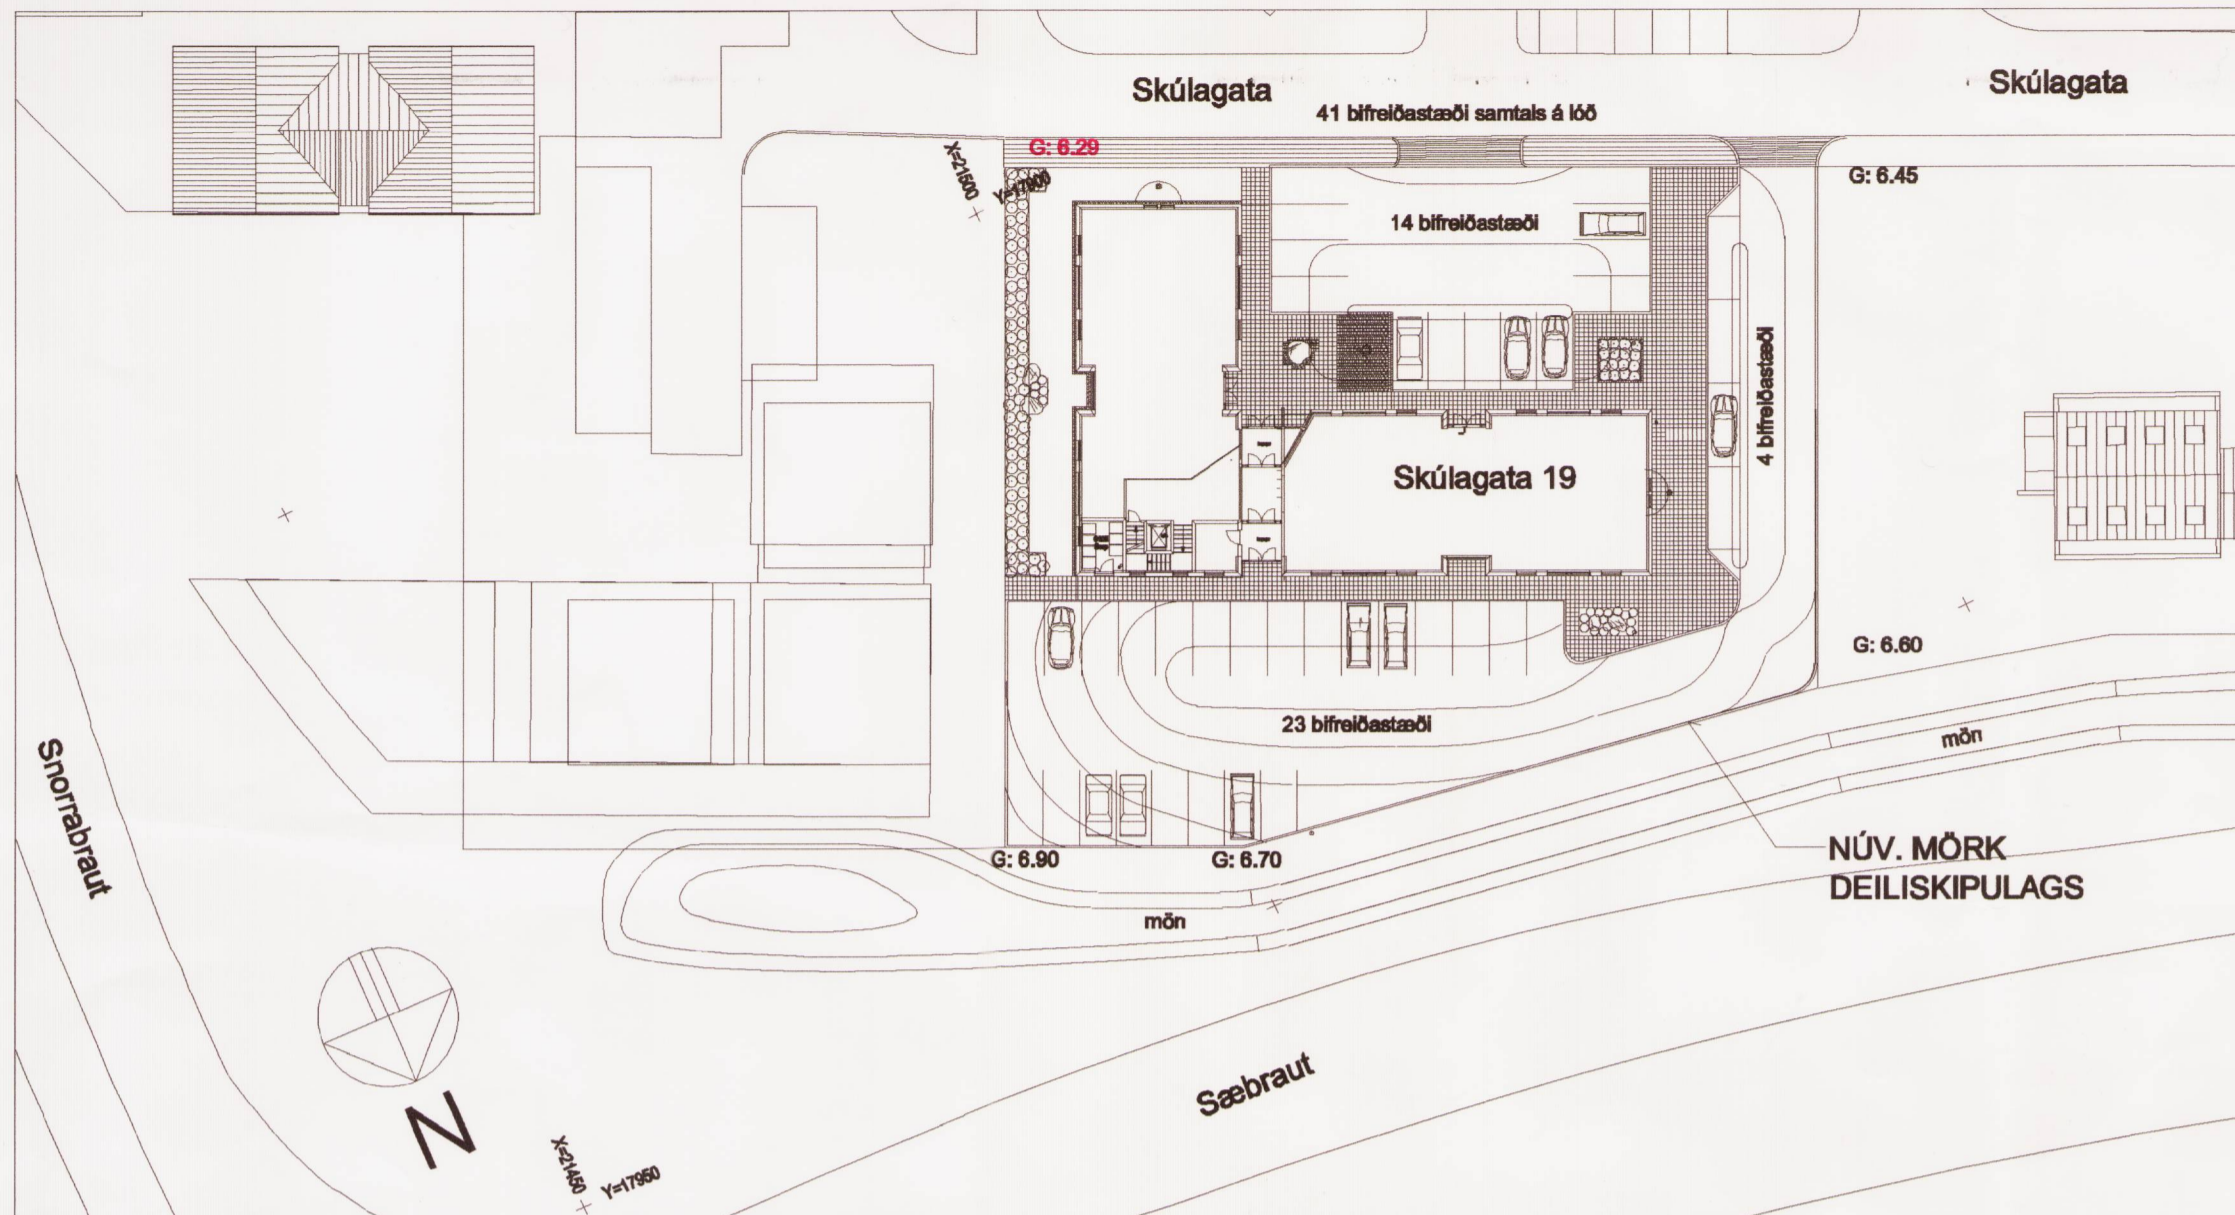 Skúlagata
Skúlagata
41 bifreiðastæði samtals á lóð
G: 6.29
X=21500
Y=17900
G: 6.45
14 bifreiðastæði
4 bifreiðastæði
Skúlagata 19
G: 6.60
23 bifreiðastæði
mön
Snorrabraut
NÚV. MÖRK
DEILISKIPULAGS
G: 6.90
G: 6.70
mön
Sæbraut
N
X=21450
Y=17950